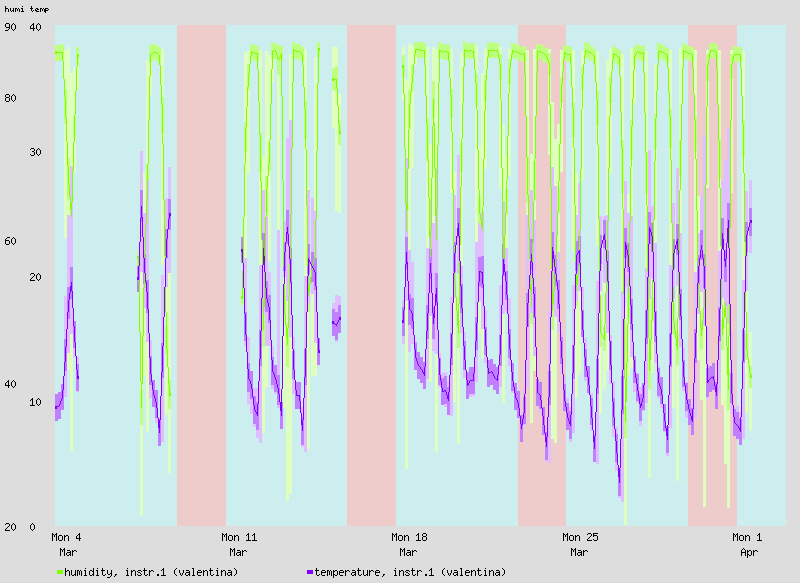 humi temp
90 40
80
30
60
20
40
10
20 0
Mon 4 Mon 11 Mon 18 Mon 25 Mon 1
Mar Mar Mar Mar Apr
humidity, instr.1 (valentina) temperature, instr.1 (valentina)